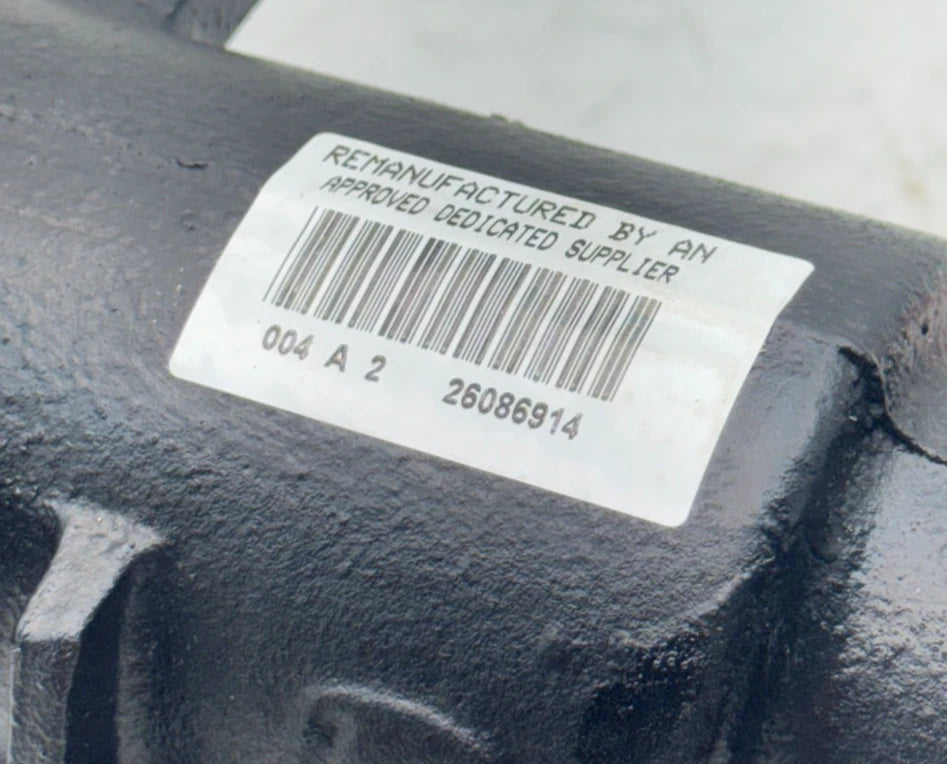 REMANUFACTURED BY AN
APPROVED DEDICATED SUPPLIER
004 A 2 26086914